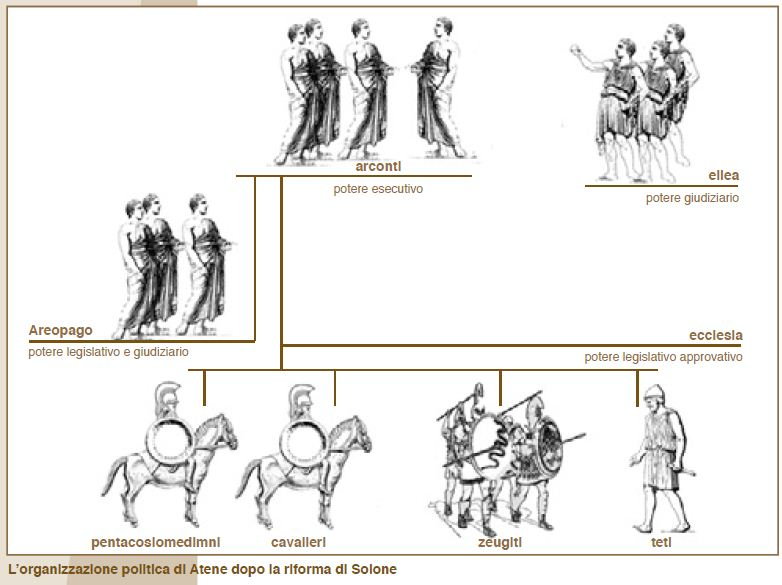 arconti
potere esecutivo
eliea
potere giudiziario
Areopago
potere legislativo e giudiziario
ecclesia
potere legislativo approvativo
pentacosiomedimni
cavalieri
zeugiti
teti
L'organizzazione politica di Atene dopo la riforma di Solone